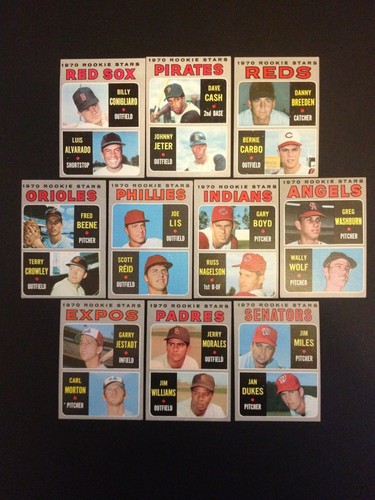 1970 ROOKIE STARS
RED SOX
BILLY
CONIGLIARO
OUTFIELD
LUIS
ALVARADO
SHORTSTOP
1970 ROOKIE STARS
PIRATES
DAVE
CASH
2nd BASE
JOHNNY
JETER
OUTFIELD
1970 ROOKIE STARS
REDS
DANNY
BREEDEN
CATCHER
BERNIE
CARBO
OUTFIELD
1970 ROOKIE STARS
ORIOLES
FRED
BEENE
PITCHER
TERRY
CROWLEY
OUTFIELD
1970 ROOKIE STARS
PHILLIES
JOE
LIS
OUTFIELD
SCOTT
REID
OUTFIELD
1970 ROOKIE STARS
INDIANS
GARY
BOYD
PITCHER
RUSS
NAGELSON
1st B-OF
1970 ROOKIE STARS
ANGELS
GREG
WASHBURN
PITCHER
WALLY
WOLF
PITCHER
1970 ROOKIE STARS
EXPOS
GARRY
JESTADT
INFIELD
CARL
MORTON
PITCHER
1970 ROOKIE STARS
PADRES
JERRY
MORALES
OUTFIELD
JIM
WILLIAMS
OUTFIELD
1970 ROOKIE STARS
SENATORS
JIM
MILES
PITCHER
JAN
DUKES
PITCHER